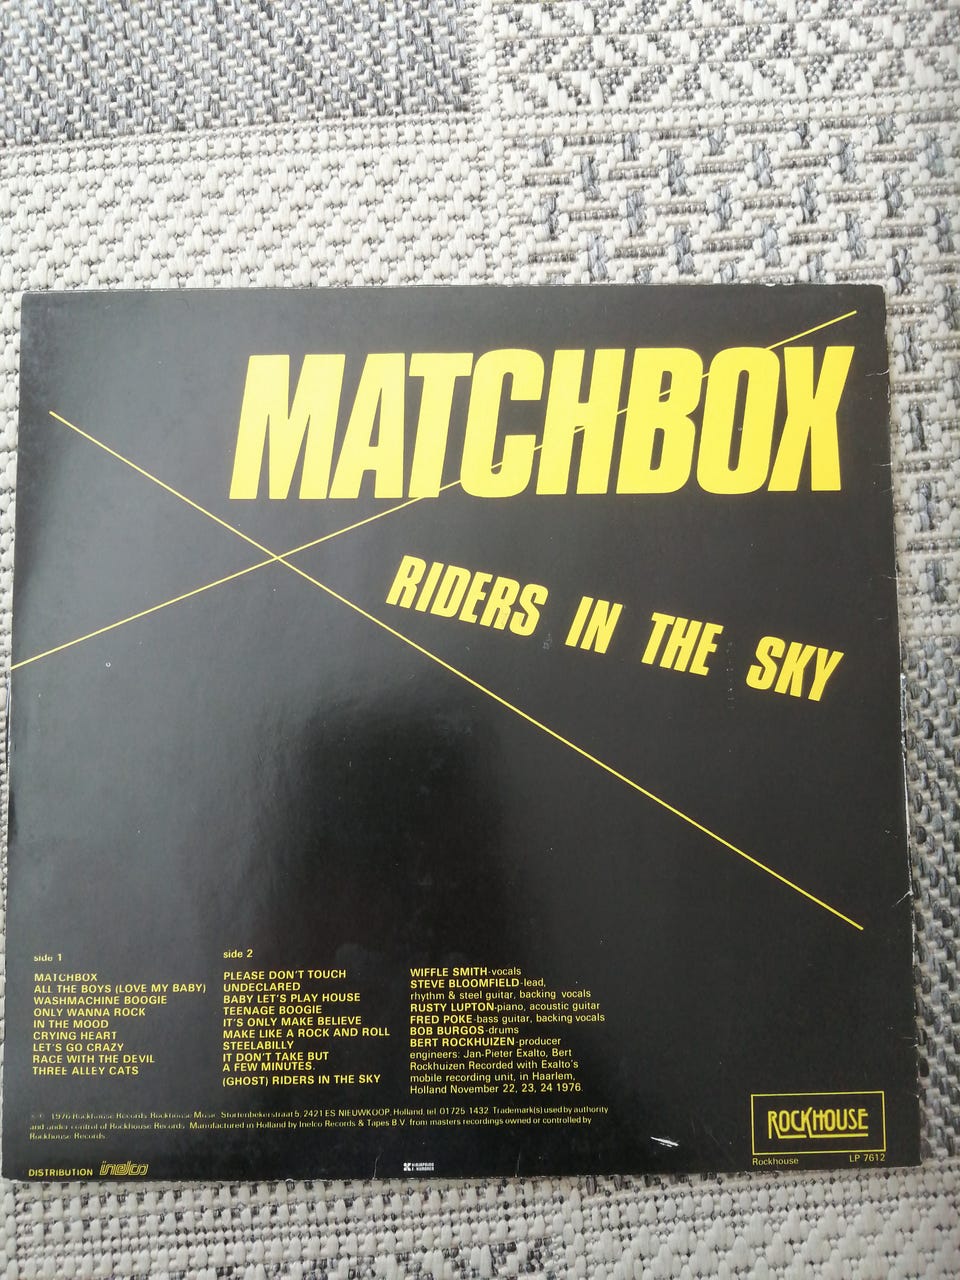 MATCHBOX
RIDERS IN THE SKY
side 1
MATCHBOX
ALL THE BOYS (LOVE MY BABY)
WASHMACHINE BOOGIE
ONLY WANNA ROCK
IN THE MOOD
CRYING HEART
LET'S GO CRAZY
RACE WITH THE DEVIL
THREE ALLEY CATS
side 2
PLEASE DON'T TOUCH
UNDECLARED
BABY LET'S PLAY HOUSE
TEENAGE BOOGIE
IT'S ONLY MAKE BELIEVE
MAKE LIKE A ROCK AND ROLL
STEELABILLY
IT DON'T TAKE BUT
A FEW MINUTES.
(GHOST) RIDERS IN THE SKY
WIFFLE SMITH-vocals
STEVE BLOOMFIELD-lead,
rhythm & steel guitar, backing vocals
RUSTY LUPTON-piano, acoustic guitar
FRED POKE-bass guitar, backing vocals
BOB BURGOS-drums
BERT ROCKHUIZEN-producer
engineers: Jan-Pieter Exalto, Bert
Rockhuizen Recorded with Exalto's
mobile recording unit, in Haarlem,
Holland November 22, 23, 24 1976.
1976 Rockhouse Records Rockhouse Music. Stortenbekerstraat 5, 2421 ES NIEUWKOOP, Holland, tel. 01725-1432. Trademark(s) used by authority
and under control of Rockhouse Records. Manufactured in Holland by Inelco Records & Tapes B.V. from masters recordings owned or controlled by
Rockhouse Records.
DISTRIBUTION inelco
ROCKHOUSE
Rockhouse LP 7612